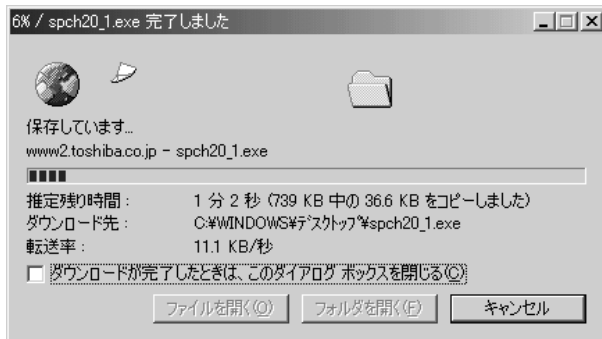 6% / spch20_1.exe 完了しました
保存しています...
www2.toshiba.co.jp - spch20_1.exe
推定残り時間 : 1 分 2 秒 (739 KB 中の 36.6 KB をコピーしました)
ダウンロード先 : C:¥WINDOWS¥ﾃﾞｽｸﾄｯﾌﾟ¥spch20_1.exe
転送率 : 11.1 KB/秒
ダウンロードが完了したときは、このダイアログ ボックスを閉じる(C)
ファイルを開く(O) フォルダを開く(F) キャンセル